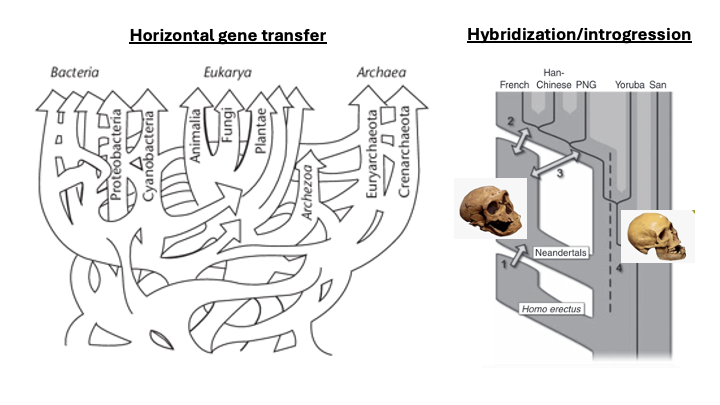 Horizontal gene transfer
Hybridization/introgression
Bacteria
Eukarya
Archaea
Proteobacteria
Cyanobacteria
Animalia
Fungi
Plantae
Archezoa
Euryarchaeota
Crenarchaeota
French
Han-
Chinese
PNG
Yoruba
San
2
3
Neandertals
1
4
Homo erectus